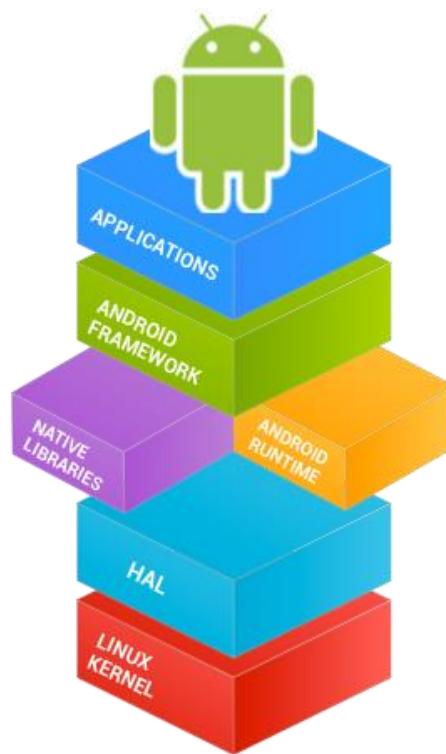 APPLICATIONS
ANDROID
FRAMEWORK
NATIVE
LIBRARIES
ANDROID
RUNTIME
HAL
LINUX
KERNEL